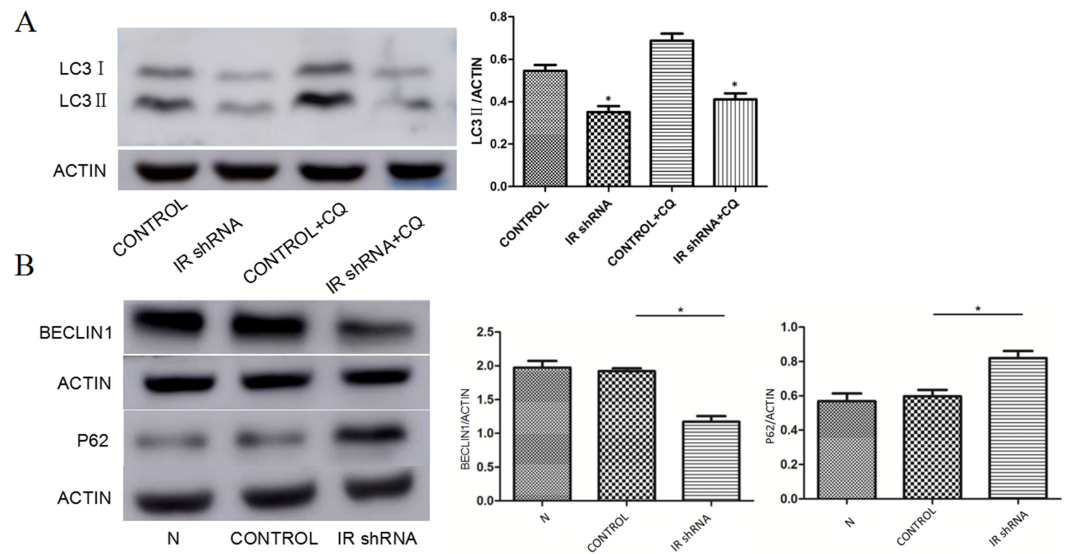 A
LC3 Ⅰ
LC3 Ⅱ
ACTIN
CONTROL
IR shRNA
CONTROL+CQ
IR shRNA+CQ
LC3 Ⅱ/ACTIN
0.8
0.6
0.4
0.2
0.0
*
*
CONTROL
IR shRNA
CONTROL+CQ
IR shRNA+CQ
B
BECLIN1
ACTIN
P62
ACTIN
N CONTROL IR shRNA
BECLIN1/ACTIN
2.5
2.0
1.5
1.0
0.5
0.0
*
N
CONTROL
IR shRNA
P62/ACTIN
1.0
0.8
0.6
0.4
0.2
0.0
*
N
CONTROL
IR shRNA